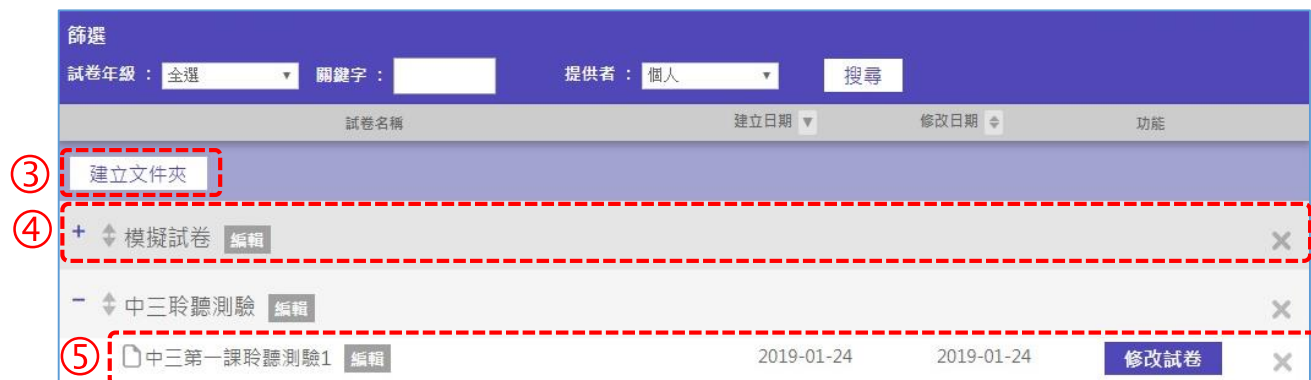 篩選
試卷年級 : 全選 ▼ 關鍵字 : 提供者 : 個人 ▼ 搜尋
試卷名稱 建立日期 ▼ 修改日期 功能
③ 建立文件夾
④ + 模擬試卷 編輯 ×
- 中三聆聽測驗 編輯 ×
⑤ 中三第一課聆聽測驗1 編輯 2019-01-24 2019-01-24 修改試卷 ×